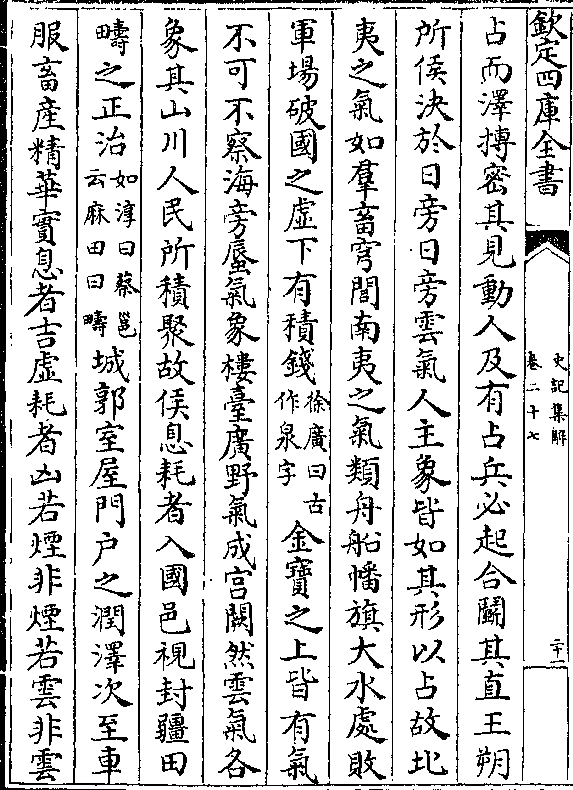 欽定四庫全書
史記集解
卷二十七
二十一
占而澤摶密其見動人及有占兵必起合鬭其直王朔
所候決於日旁日旁雲氣人主象皆如其形以占故北
夷之氣如羣畜穹閭南夷之氣類舟船幡旗大水處敗
軍場破國之虛下有積錢徐廣曰古作泉字金寶之上皆有氣
不可不察海旁蜃氣象樓臺廣野氣成宫闕然雲氣各
象其山川人民所積聚故候息耗者入國邑視封疆田
疇之正治如淳曰蔡邕云麻田曰疇城郭室屋門户之潤澤次至車
服畜産精華實息者吉虛耗者凶若煙非煙若雲非雲